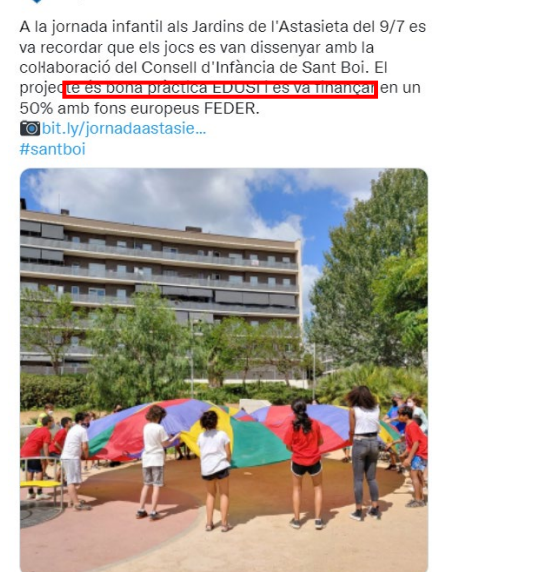 A la jornada infantil als Jardins de l'Astasieta del 9/7 es
va recordar que els jocs es van dissenyar amb la
col·laboració del Consell d'Infància de Sant Boi. El
projecte és bona pràctica EDUSI i es va finançar en un
50% amb fons europeus FEDER.
bit.ly/jornadaastasie...
#santboi